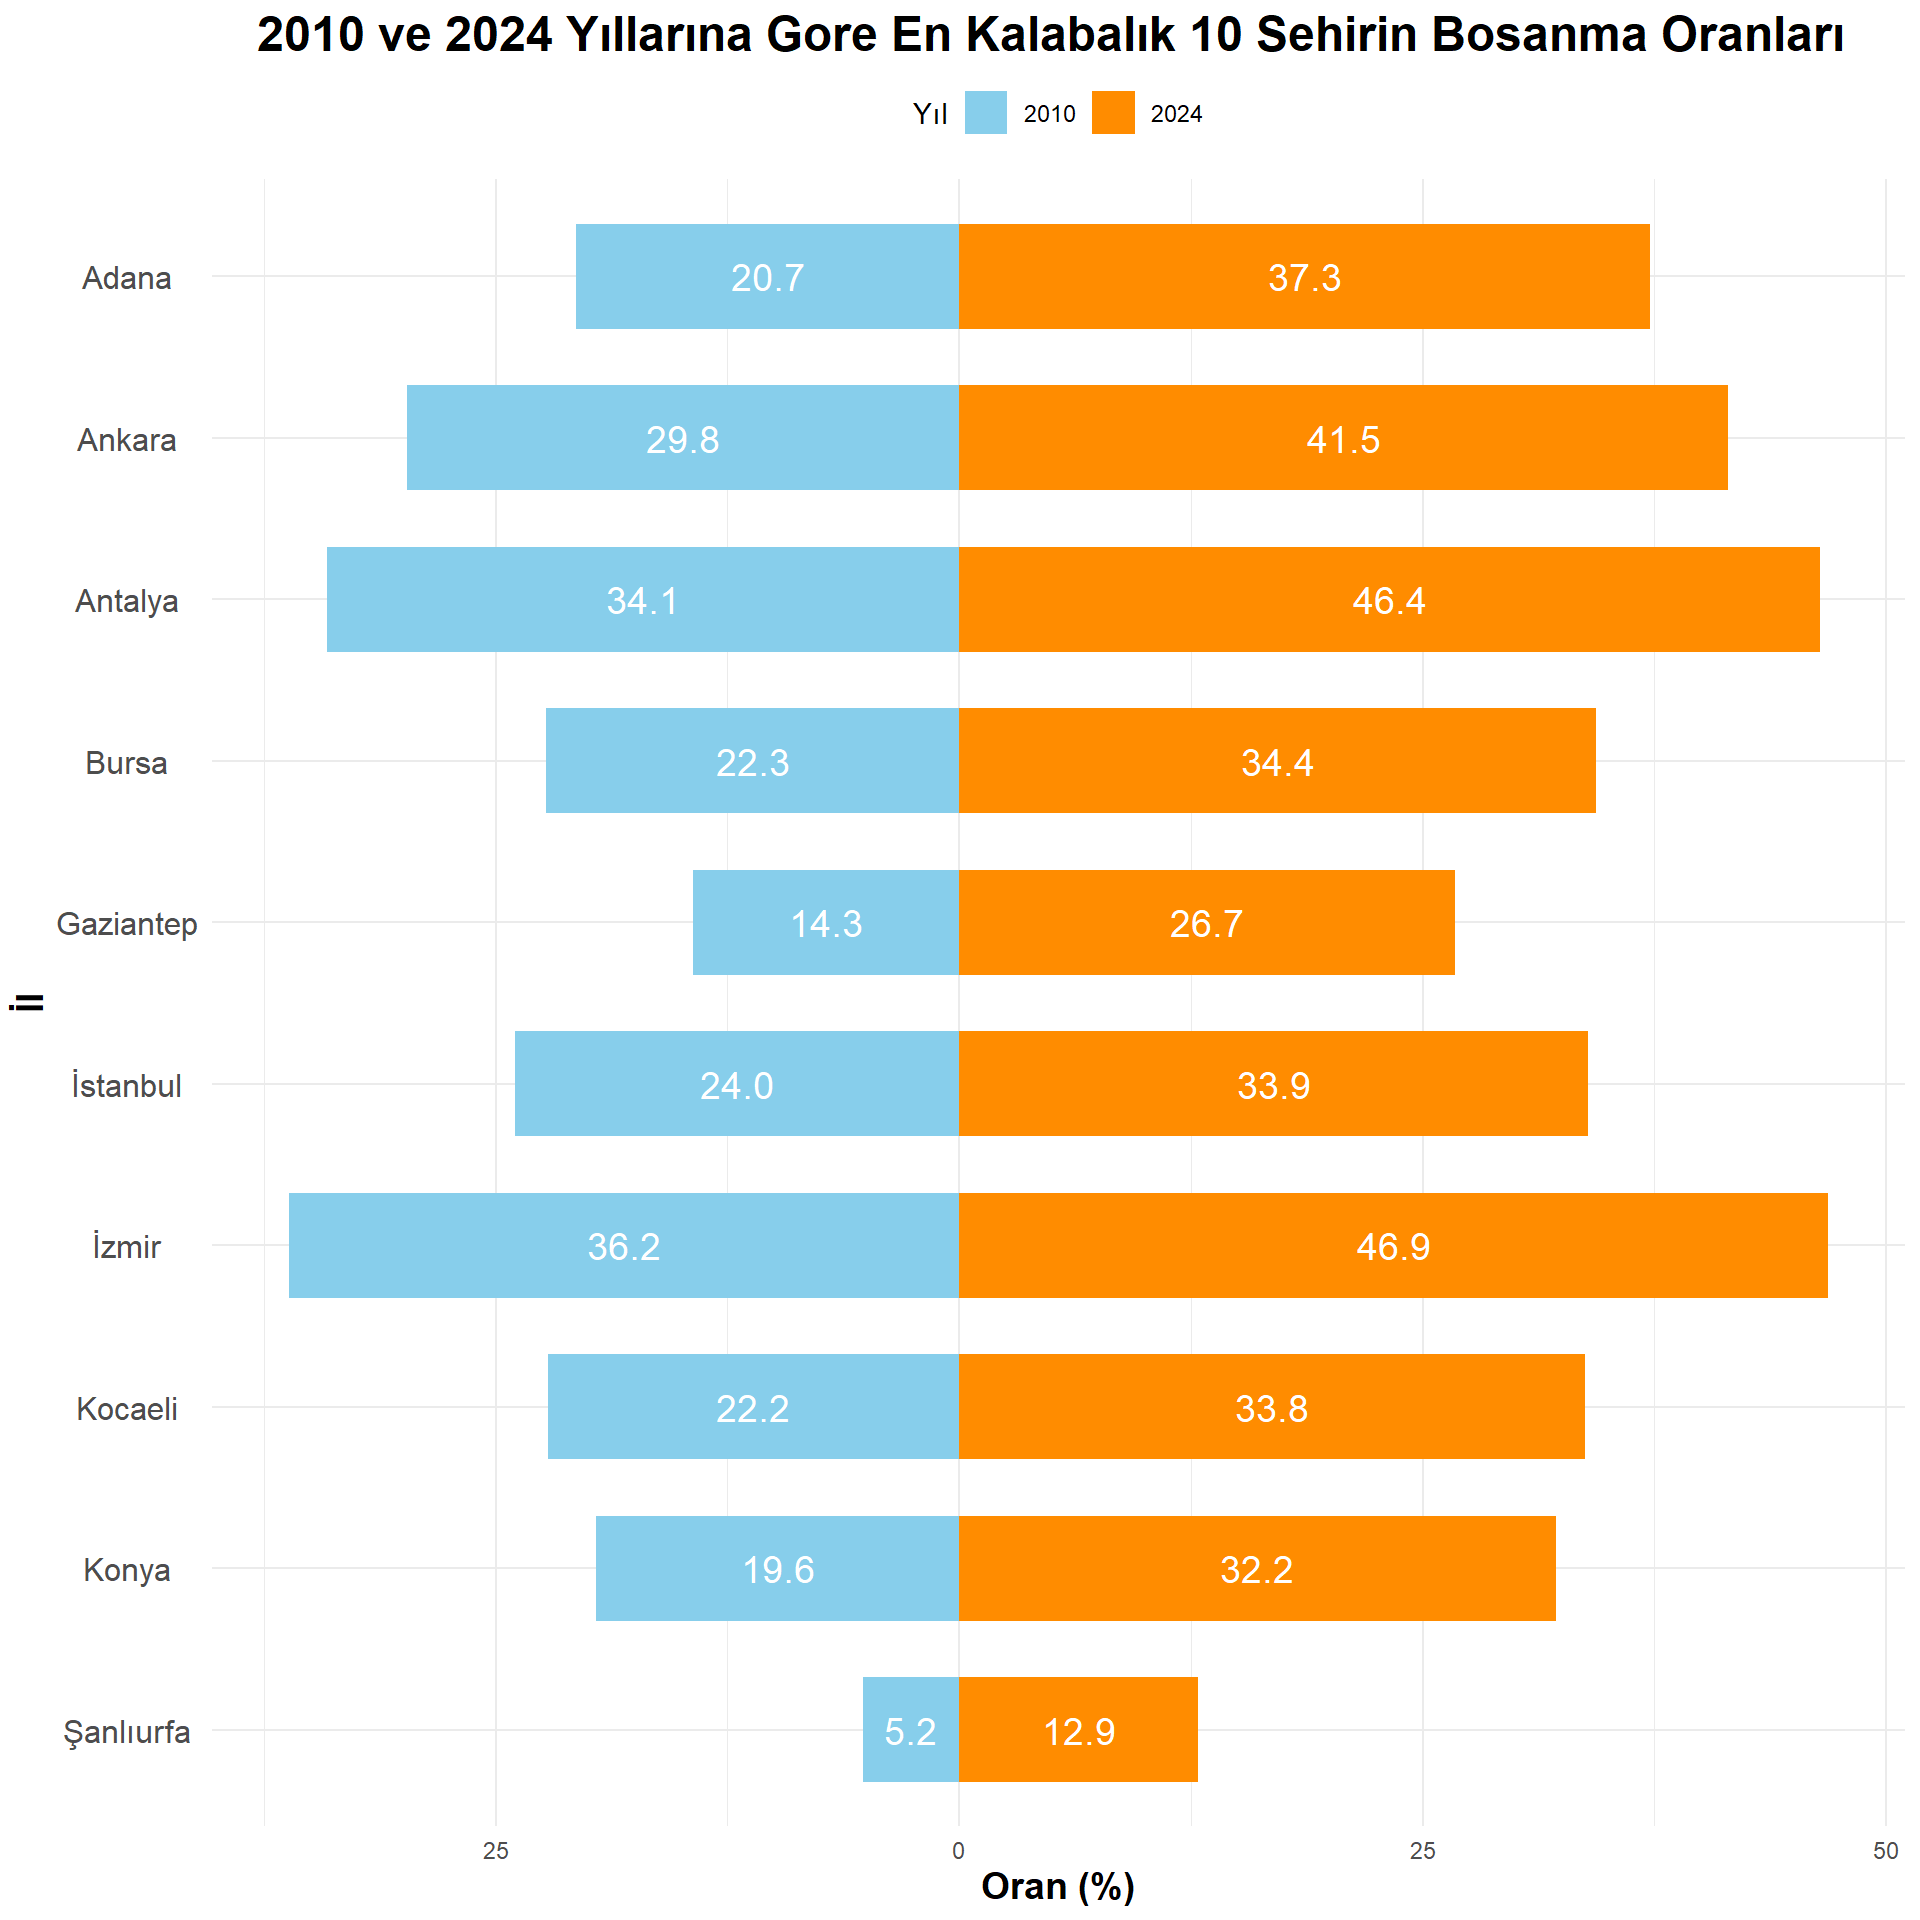 2010 ve 2024 Yıllarına Gore En Kalabalık 10 Sehirin Bosanma Oranları
Yıl 2010 2024
Adana 20.7 37.3
Ankara 29.8 41.5
Antalya 34.1 46.4
Bursa 22.3 34.4
Gaziantep 14.3 26.7
İl
İstanbul 24.0 33.9
İzmir 36.2 46.9
Kocaeli 22.2 33.8
Konya 19.6 32.2
Şanlıurfa 5.2 12.9
25 0 25 50
Oran (%)